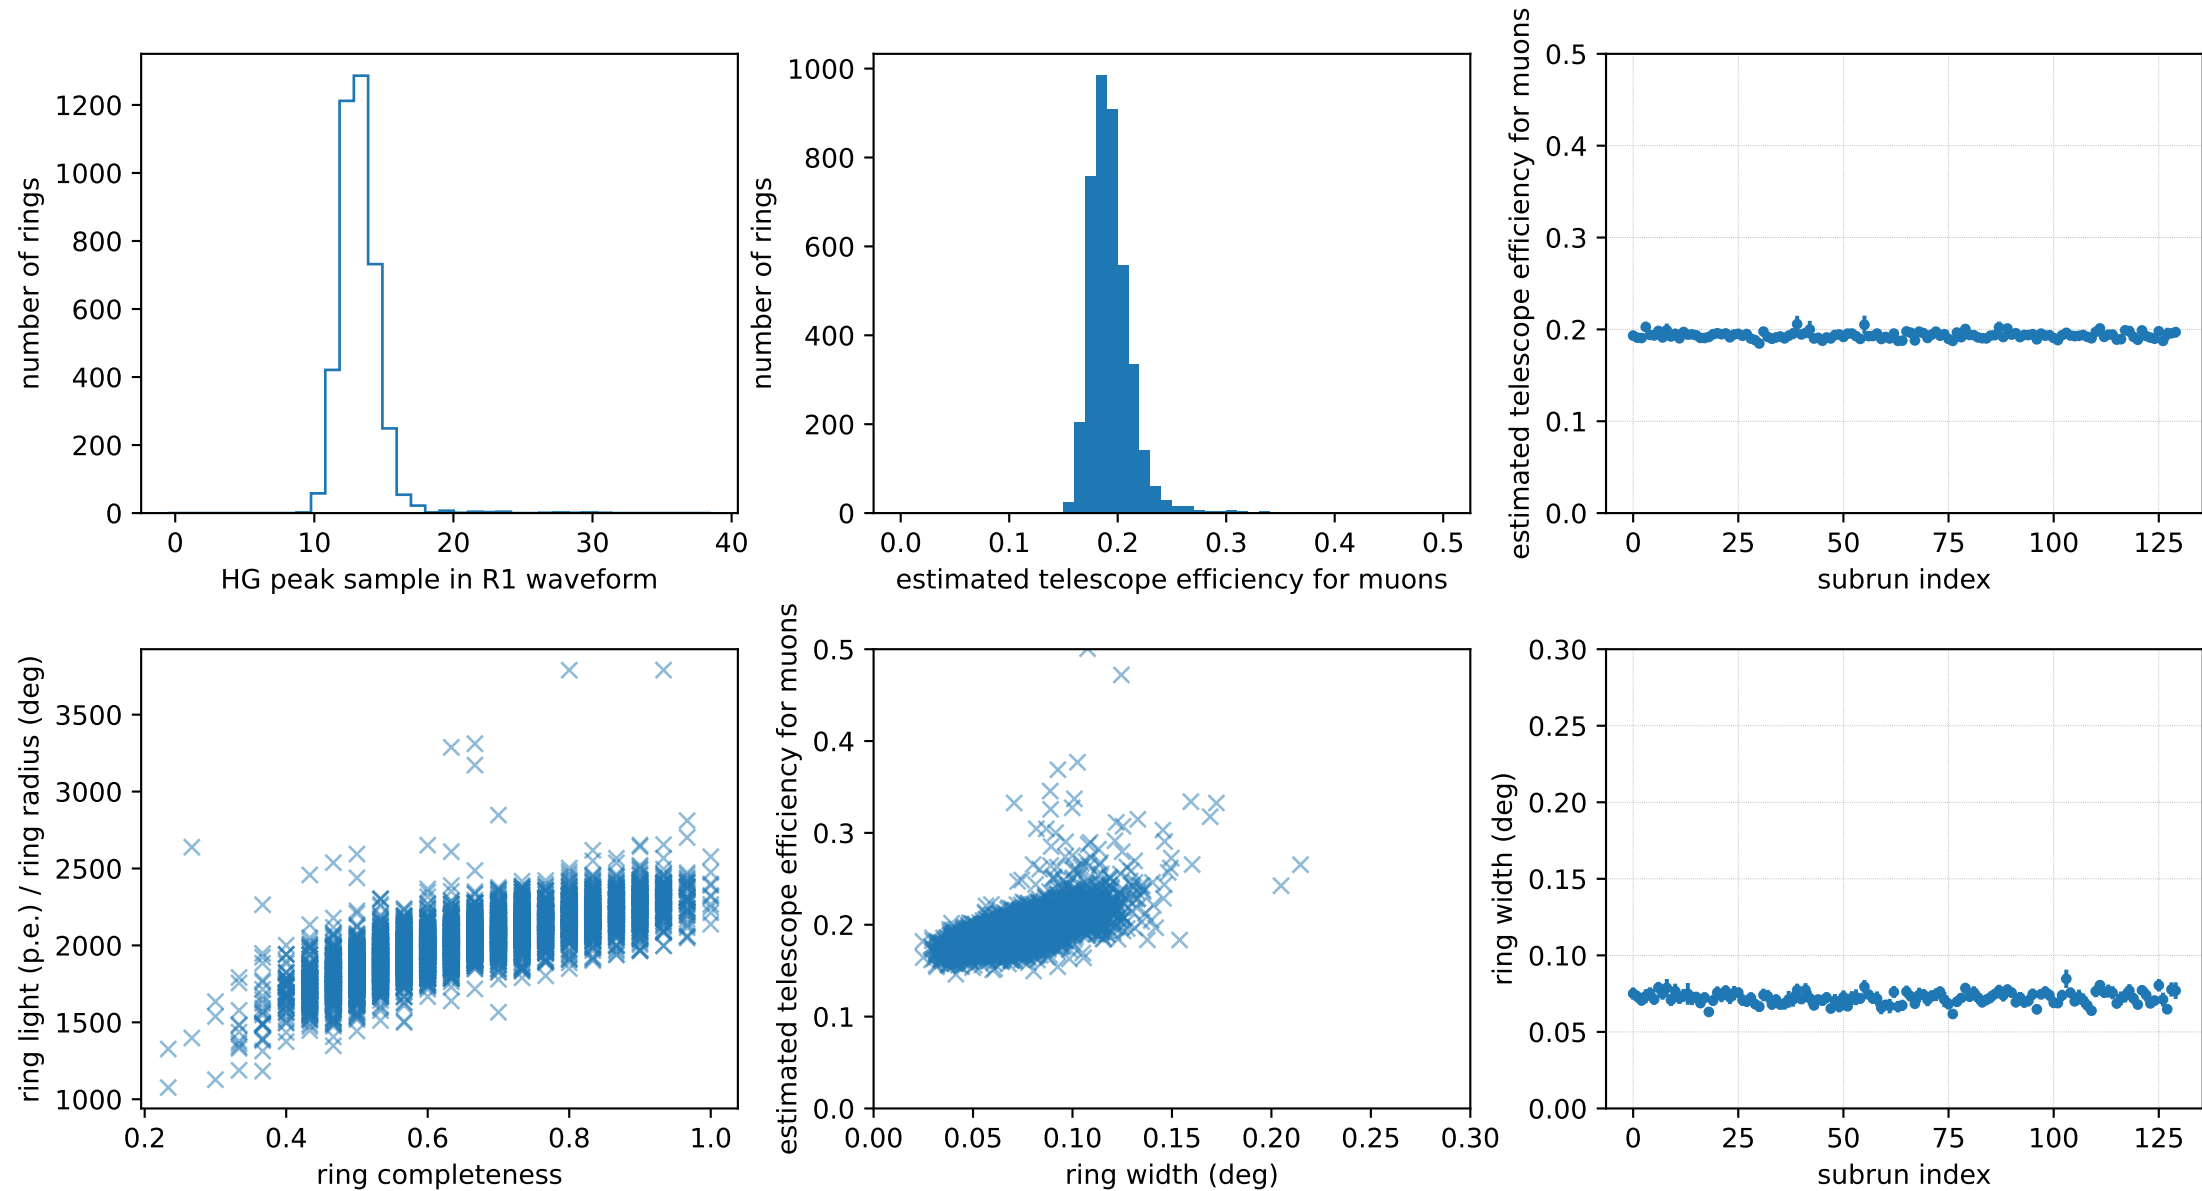 number of rings
1200
1000
800
600
400
200
0
0 10 20 30 40
HG peak sample in R1 waveform
number of rings
1000
800
600
400
200
0
0.0 0.1 0.2 0.3 0.4 0.5
estimated telescope efficiency for muons
estimated telescope efficiency for muons
0.5
0.4
0.3
0.2
0.1
0.0
0 25 50 75 100 125
subrun index
ring light (p.e.) / ring radius (deg)
3500
3000
2500
2000
1500
1000
0.2 0.4 0.6 0.8 1.0
ring completeness
estimated telescope efficiency for muons
0.5
0.4
0.3
0.2
0.1
0.0
0.00 0.05 0.10 0.15 0.20 0.25 0.30
ring width (deg)
ring width (deg)
0.30
0.25
0.20
0.15
0.10
0.05
0.00
0 25 50 75 100 125
subrun index